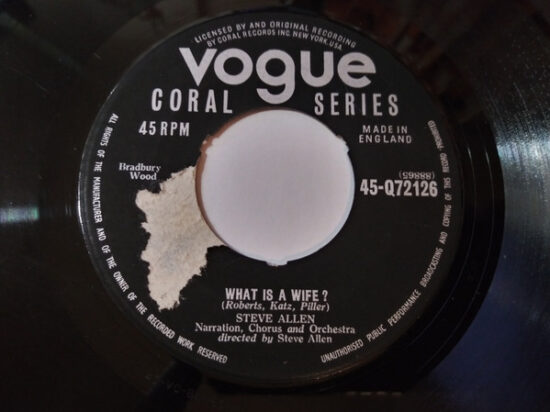 LICENSED BY AND ORIGINAL RECORDING
BY CORAL RECORDS INC. NEW YORK, USA
vogue
CORAL SERIES
45 RPM
MADE IN
ENGLAND
Bradbury
Wood
(88865)
45-Q72126
WHAT IS A WIFE?
(Roberts, Katz, Piller)
STEVE ALLEN
Narration, Chorus and Orchestra
directed by Steve Allen
ALL RIGHTS OF THE MANUFACTURER AND OF THE OWNER OF THE RECORDED WORK RESERVED
UNAUTHORISED PUBLIC PERFORMANCE BROADCASTING AND COPYING OF THIS RECORD PROHIBITED